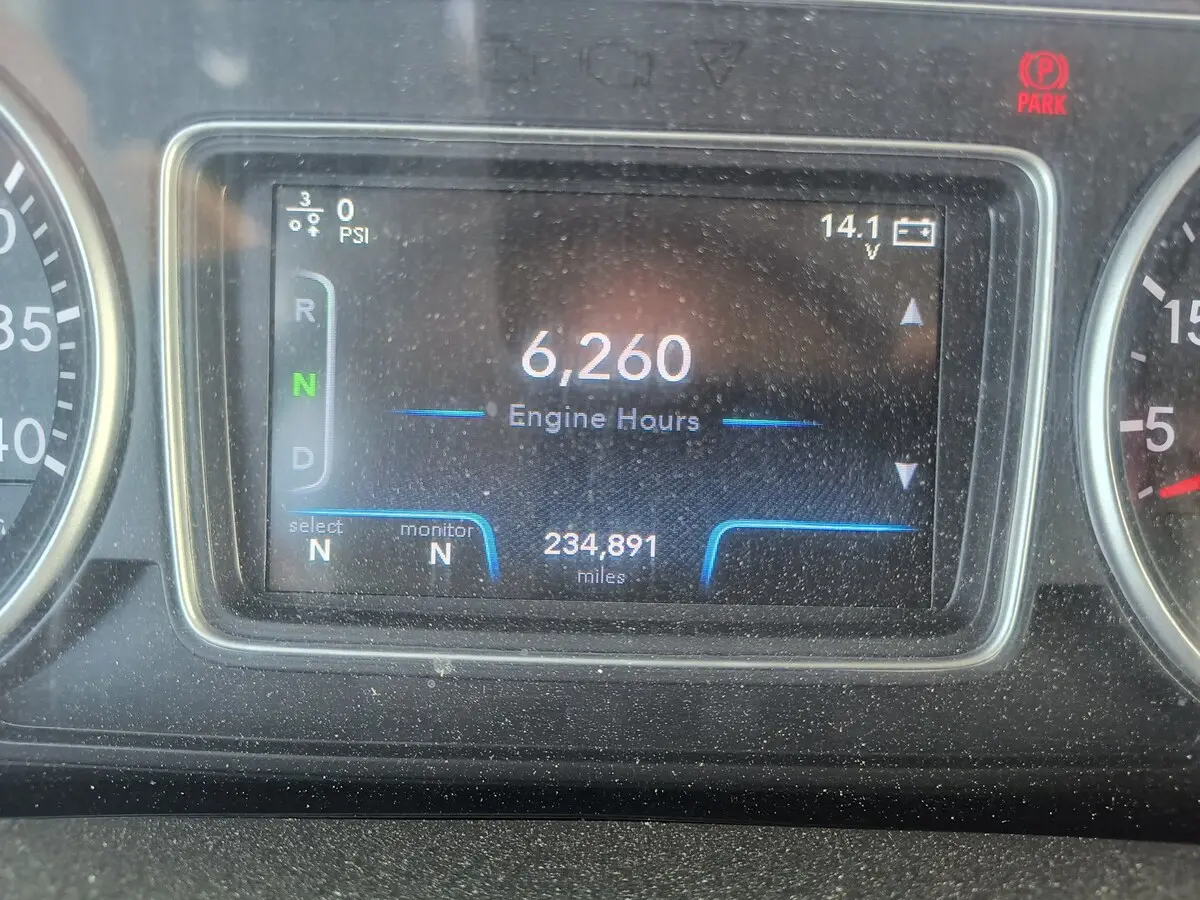 P
PARK
3
0
PSI
14.1
V
R
N
D
6,260
Engine Hours
select
N
monitor
N
234,891
miles
35
40
15
5